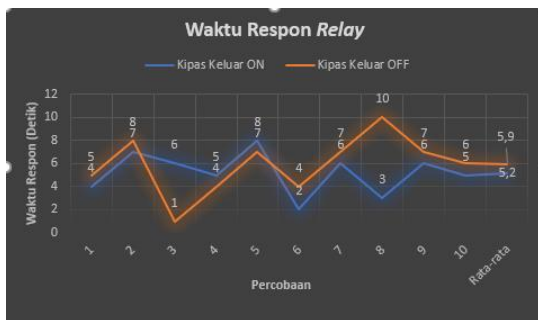 Waktu Respon Relay
Kipas Keluar ON
Kipas Keluar OFF
Waktu Respon (Detik)
12
10
8
6
4
2
0
5 8 6 5 8 4 7 10 7 6 5,9
4 7 1 4 7 2 6 3 6 5 5,2
1 2 3 4 5 6 7 8 9 10 Rata-rata
Percobaan